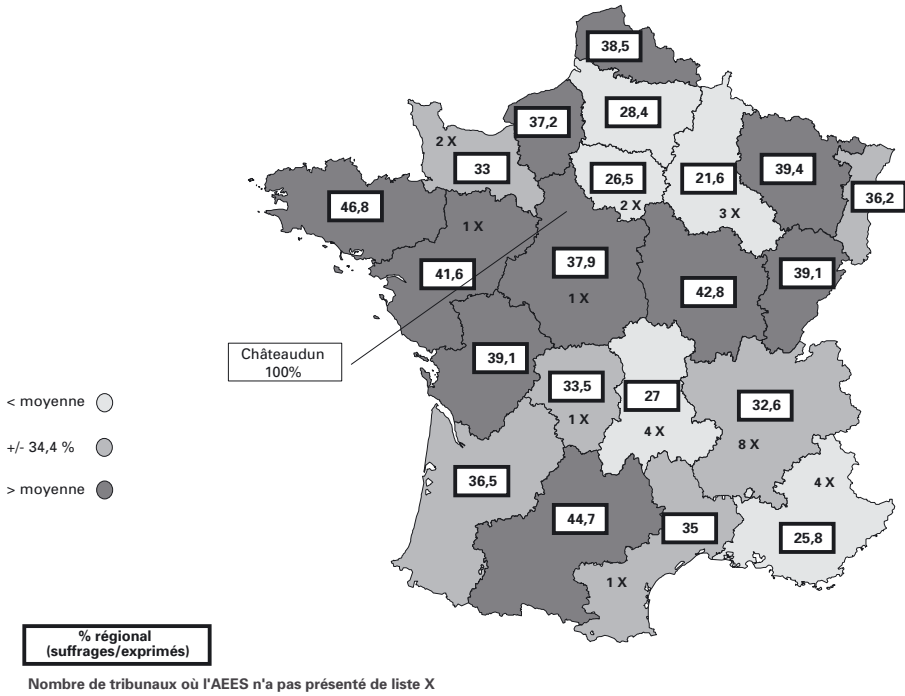 38,5
28,4
37,2
2 X
33
26,5
2 X
21,6
3 X
39,4
36,2
46,8
1 X
41,6
37,9
1 X
42,8
39,1
Châteaudun
100%
39,1
33,5
1 X
27
4 X
32,6
8 X
< moyenne
+/- 34,4 %
> moyenne
36,5
44,7
35
4 X
25,8
1 X
% régional
(suffrages/exprimés)
Nombre de tribunaux où l'AEES n'a pas présenté de liste X